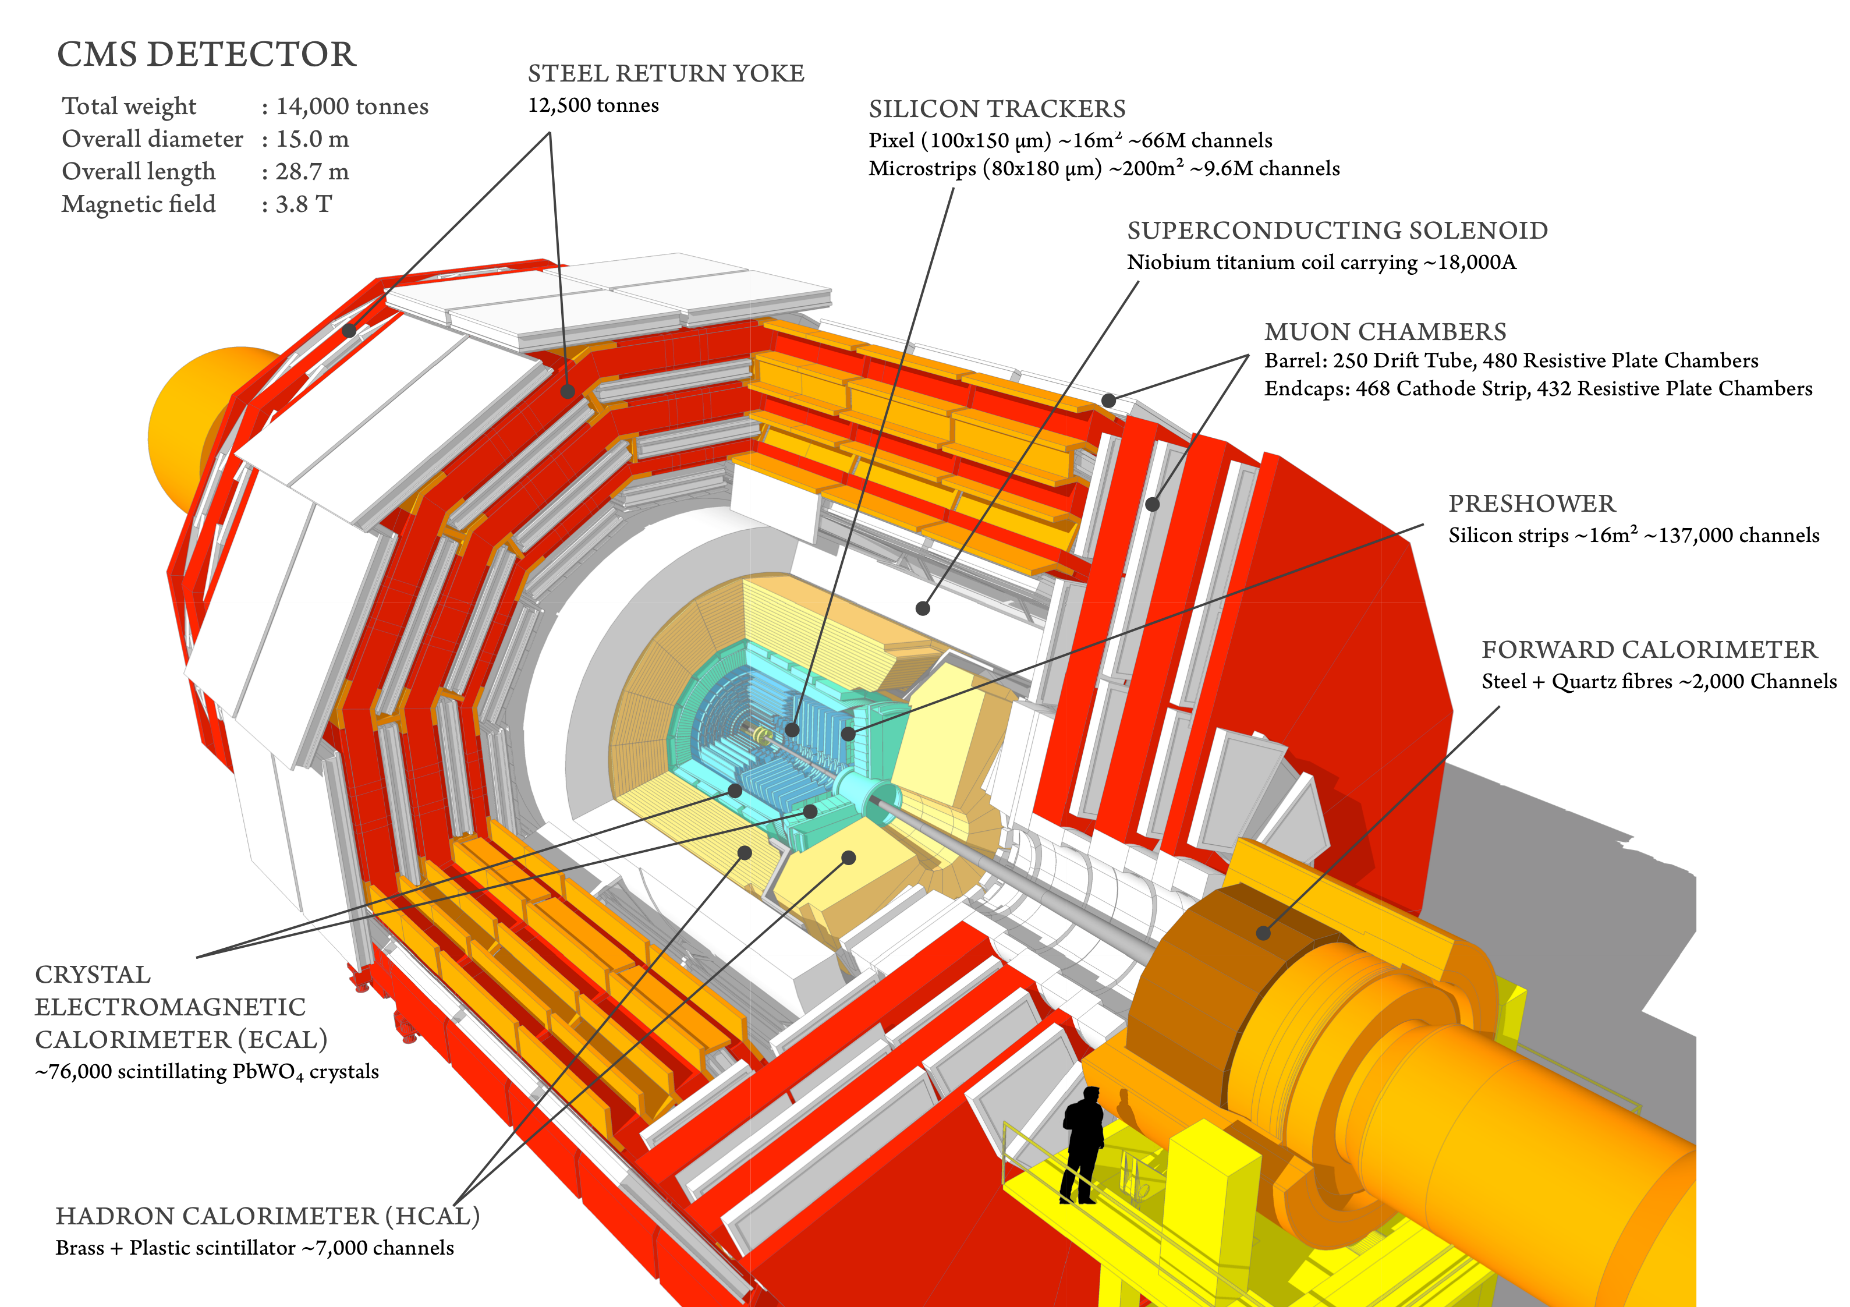 CMS DETECTOR
Total weight : 14,000 tonnes
Overall diameter : 15.0 m
Overall length : 28.7 m
Magnetic field : 3.8 T
STEEL RETURN YOKE
12,500 tonnes
SILICON TRACKERS
Pixel (100x150 μm) ~16m² ~66M channels
Microstrips (80x180 μm) ~200m² ~9.6M channels
SUPERCONDUCTING SOLENOID
Niobium titanium coil carrying ~18,000A
MUON CHAMBERS
Barrel: 250 Drift Tube, 480 Resistive Plate Chambers
Endcaps: 468 Cathode Strip, 432 Resistive Plate Chambers
PRESHOWER
Silicon strips ~16m² ~137,000 channels
FORWARD CALORIMETER
Steel + Quartz fibres ~2,000 Channels
CRYSTAL
ELECTROMAGNETIC
CALORIMETER (ECAL)
~76,000 scintillating PbWO₄ crystals
HADRON CALORIMETER (HCAL)
Brass + Plastic scintillator ~7,000 channels